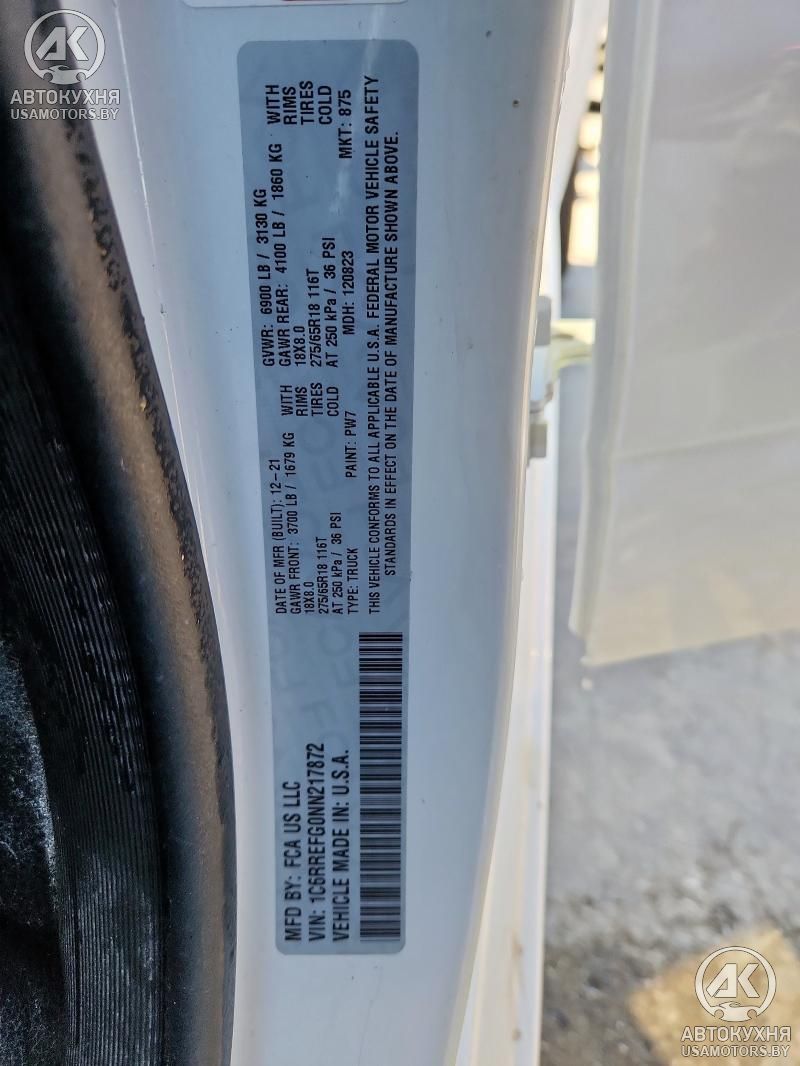 AK
АВТОКУХНЯ
USAMOTORS.BY
MFD BY: FCA US LLC
VIN: 1C6RREFG0NN217872
VEHICLE MADE IN: U.S.A.
DATE OF MFR (BUILT): 12-21 GVWR: 6900 LB / 3130 KG
GAWR FRONT: 3700 LB / 1679 KG WITH GAWR REAR: 4100 LB / 1860 KG WITH
18X8.0 RIMS 18X8.0 RIMS
275/65R18 116T TIRES 275/65R18 116T TIRES
AT 250 kPa / 36 PSI COLD AT 250 kPa / 36 PSI COLD
TYPE: TRUCK PAINT: PW7 MDH: 120823 MKT: 875
THIS VEHICLE CONFORMS TO ALL APPLICABLE U.S.A. FEDERAL MOTOR VEHICLE SAFETY
STANDARDS IN EFFECT ON THE DATE OF MANUFACTURE SHOWN ABOVE.
AK
АВТОКУХНЯ
USAMOTORS.BY